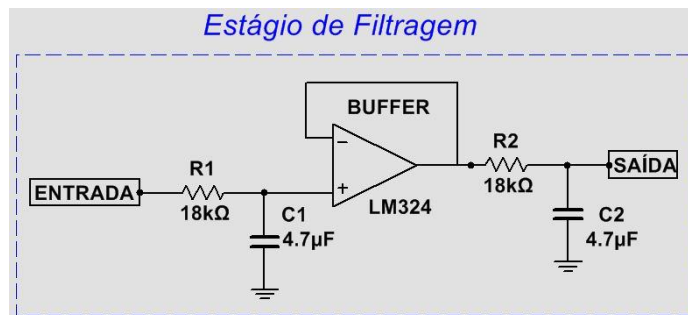 Estágio de Filtragem
BUFFER
R1
R2
ENTRADA
SAÍDA
−
+
18kΩ
18kΩ
LM324
C1
4.7µF
C2
4.7µF